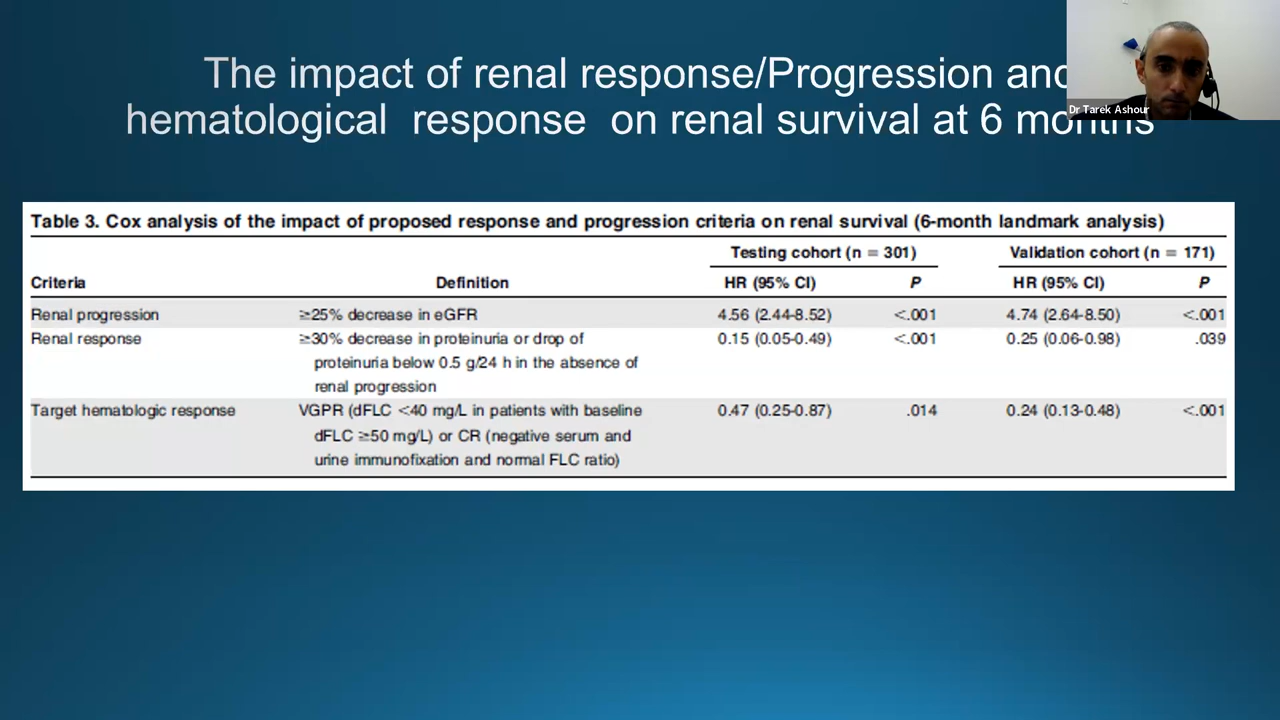 The impact of renal response/Progression and
hematological response on renal survival at 6 months
Dr Tarek Ashour
Table 3. Cox analysis of the impact of proposed response and progression criteria on renal survival (6-month landmark analysis)
Testing cohort (n = 301) Validation cohort (n = 171)
Criteria Definition HR (95% CI) P HR (95% CI) P
Renal progression ≥25% decrease in eGFR 4.56 (2.44-8.52) <.001 4.74 (2.64-8.50) <.001
Renal response ≥30% decrease in proteinuria or drop of 0.15 (0.05-0.49) <.001 0.25 (0.06-0.98) .039
proteinuria below 0.5 g/24 h in the absence of
renal progression
Target hematologic response VGPR (dFLC <40 mg/L in patients with baseline 0.47 (0.25-0.87) .014 0.24 (0.13-0.48) <.001
dFLC ≥50 mg/L) or CR (negative serum and
urine immunofixation and normal FLC ratio)